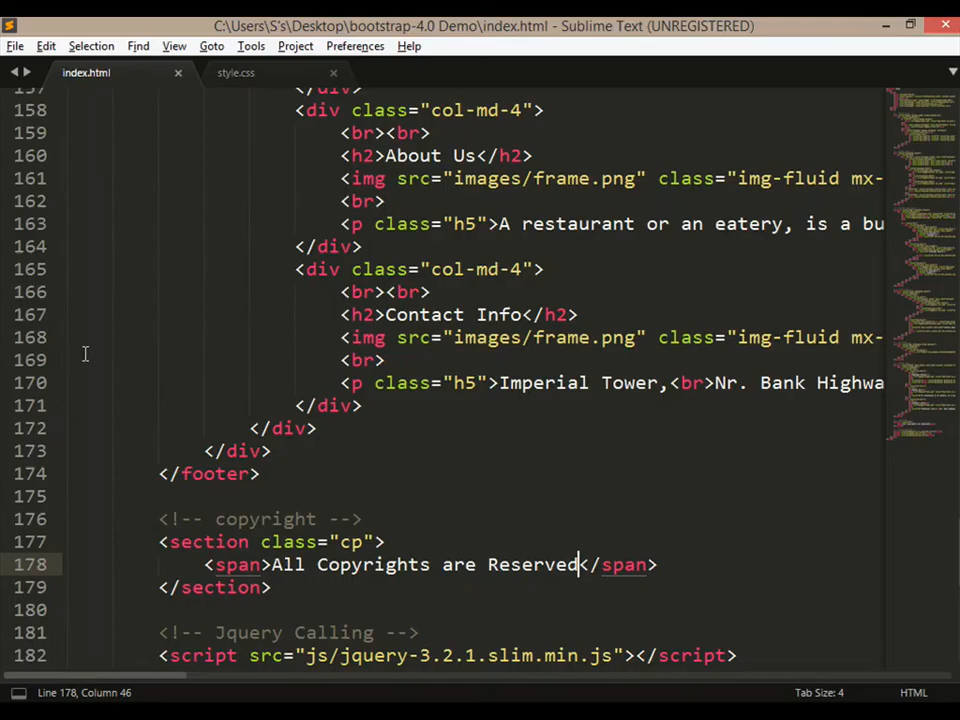 C:\Users\S's\Desktop\bootstrap-4.0 Demo\index.html - Sublime Text (UNREGISTERED)
File Edit Selection Find View Goto Tools Project Preferences Help
index.html style.css
157 </div>
158 <div class="col-md-4">
159 <br><br>
160 <h2>About Us</h2>
161 <img src="images/frame.png" class="img-fluid mx-
162 <br>
163 <p class="h5">A restaurant or an eatery, is a bu
164 </div>
165 <div class="col-md-4">
166 <br><br>
167 <h2>Contact Info</h2>
168 <img src="images/frame.png" class="img-fluid mx-
169 <br>
170 <p class="h5">Imperial Tower,<br>Nr. Bank Highwa
171 </div>
172 </div>
173 </div>
174 </footer>
175
176 <!-- copyright -->
177 <section class="cp">
178 <span>All Copyrights are Reserved</span>
179 </section>
180
181 <!-- Jquery Calling -->
182 <script src="js/jquery-3.2.1.slim.min.js"></script>
Line 178, Column 46 Tab Size: 4 HTML